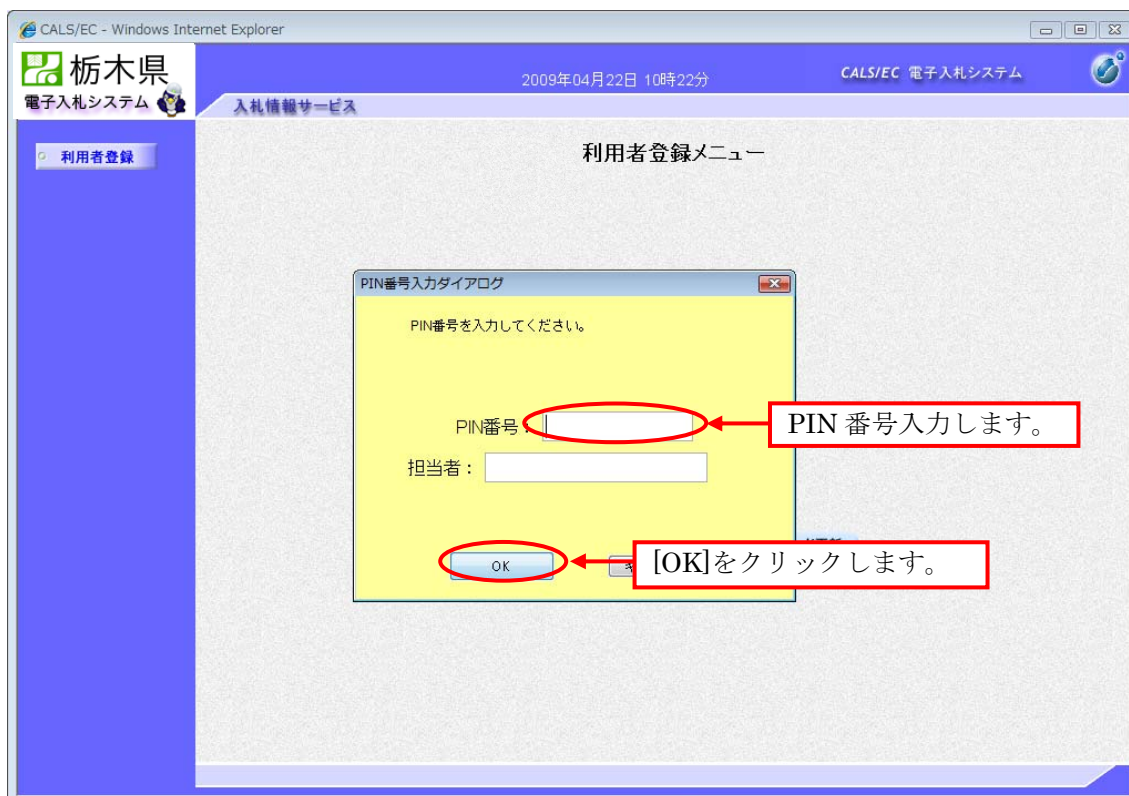 CALS/EC - Windows Internet Explorer
栃木県
電子入札システム
2009年04月22日 10時22分
CALS/EC 電子入札システム
入札情報サービス
利用者登録
利用者登録メニュー
PIN番号入力ダイアログ
PIN番号を入力してください。
PIN番号：
PIN 番号入力します。
担当者：
OK
[OK]をクリックします。